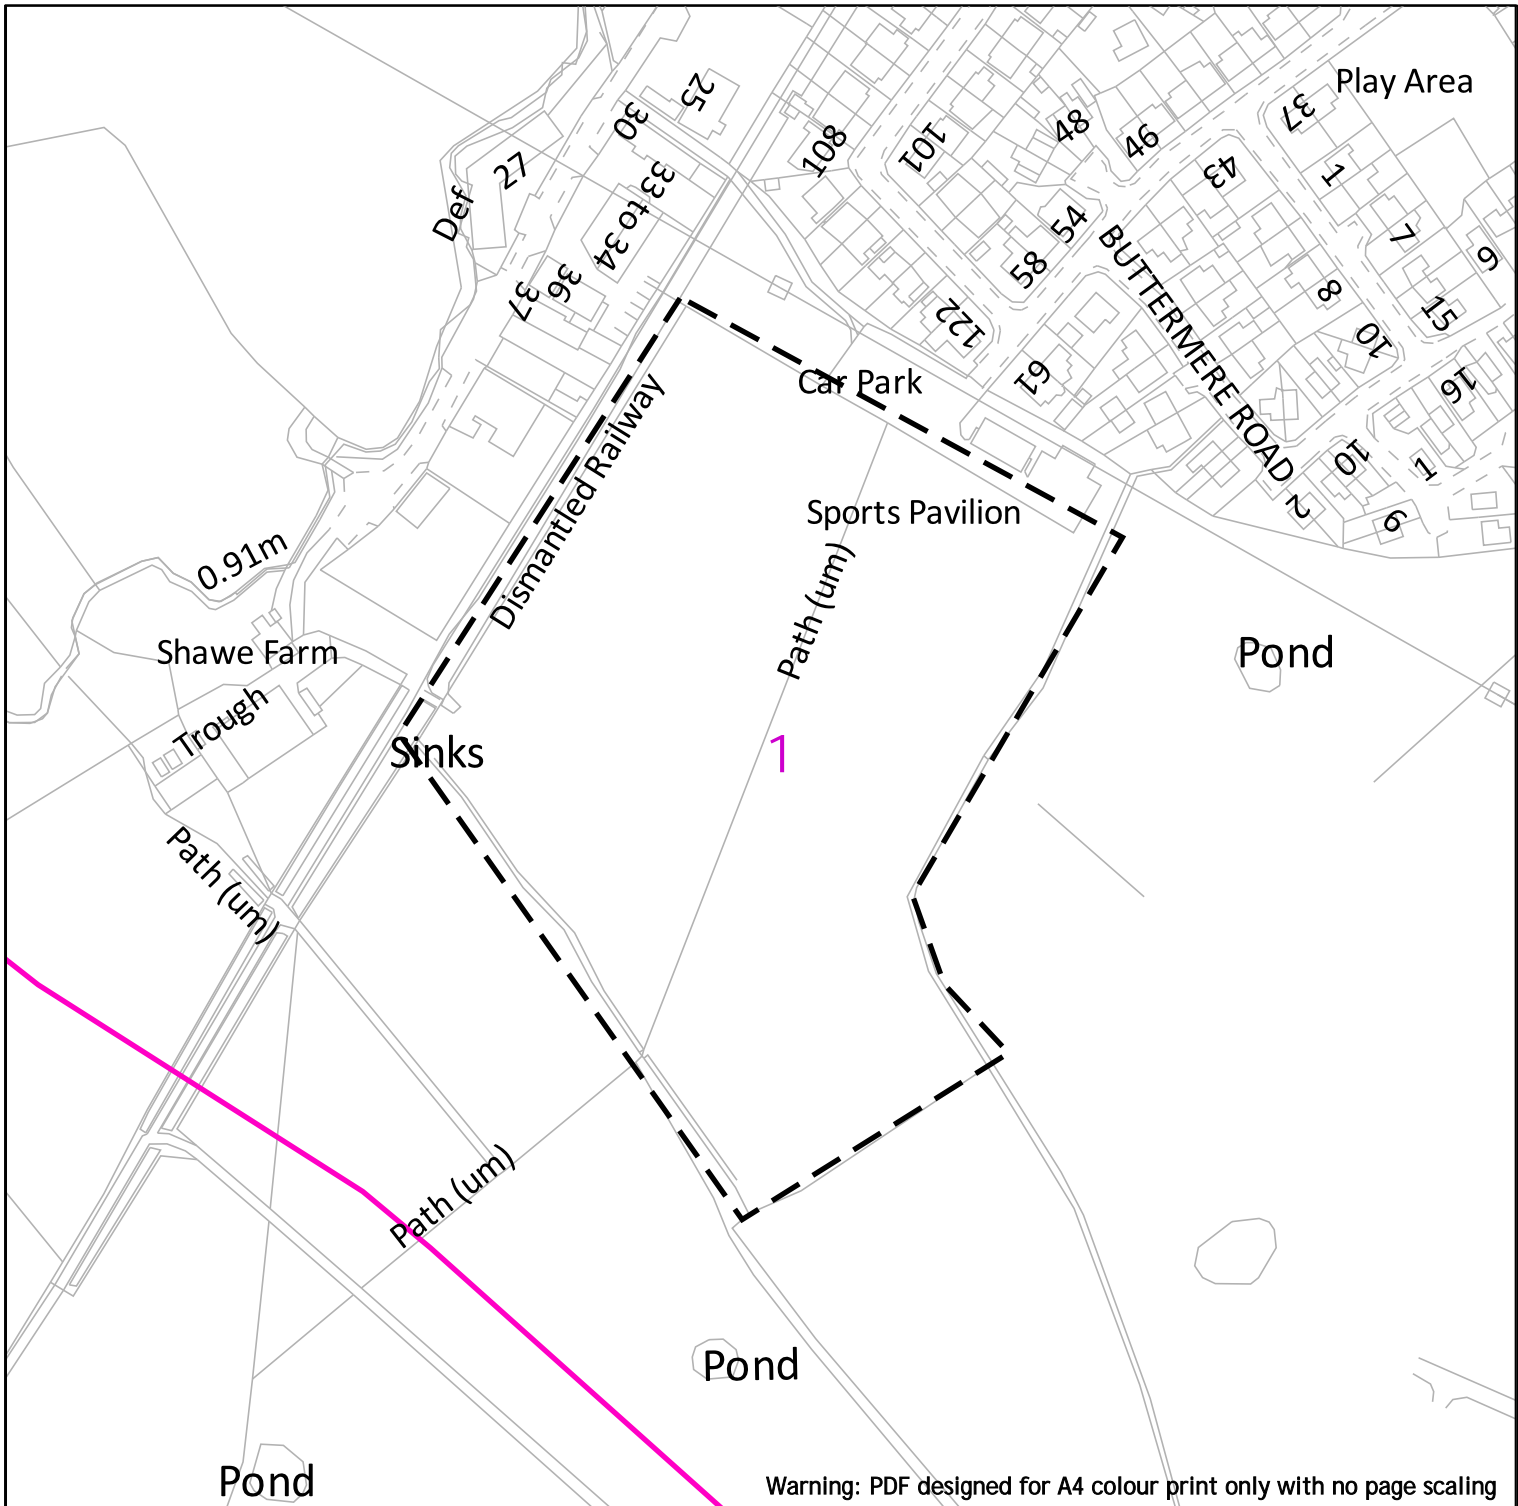 Play Area
25
30
27
Def
33 to 34
36
37
108
101
48
46
37
43
1
7
9
54
58
BUTTERMERE ROAD
8
15
10
122
61
16
10
1
2
6
Car Park
Dismantled Railway
Sports Pavilion
Path (um)
0.91m
Shawe Farm
Trough
Sinks
Pond
1
Path (um)
Path (um)
Pond
Pond
Warning: PDF designed for A4 colour print only with no page scaling